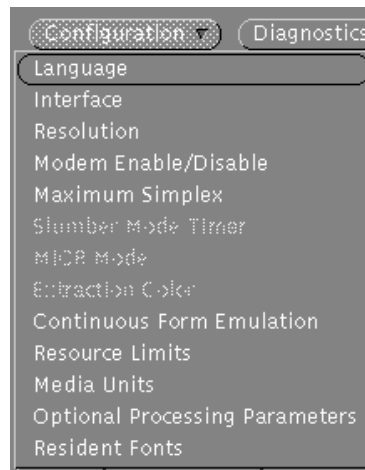 Configuration Diagnostics
Language
Interface
Resolution
Modem Enable/Disable
Maximum Simplex
Slumber Mode Timer
MICR Mode
Extraction Color
Continuous Form Emulation
Resource Limits
Media Units
Optional Processing Parameters
Resident Fonts